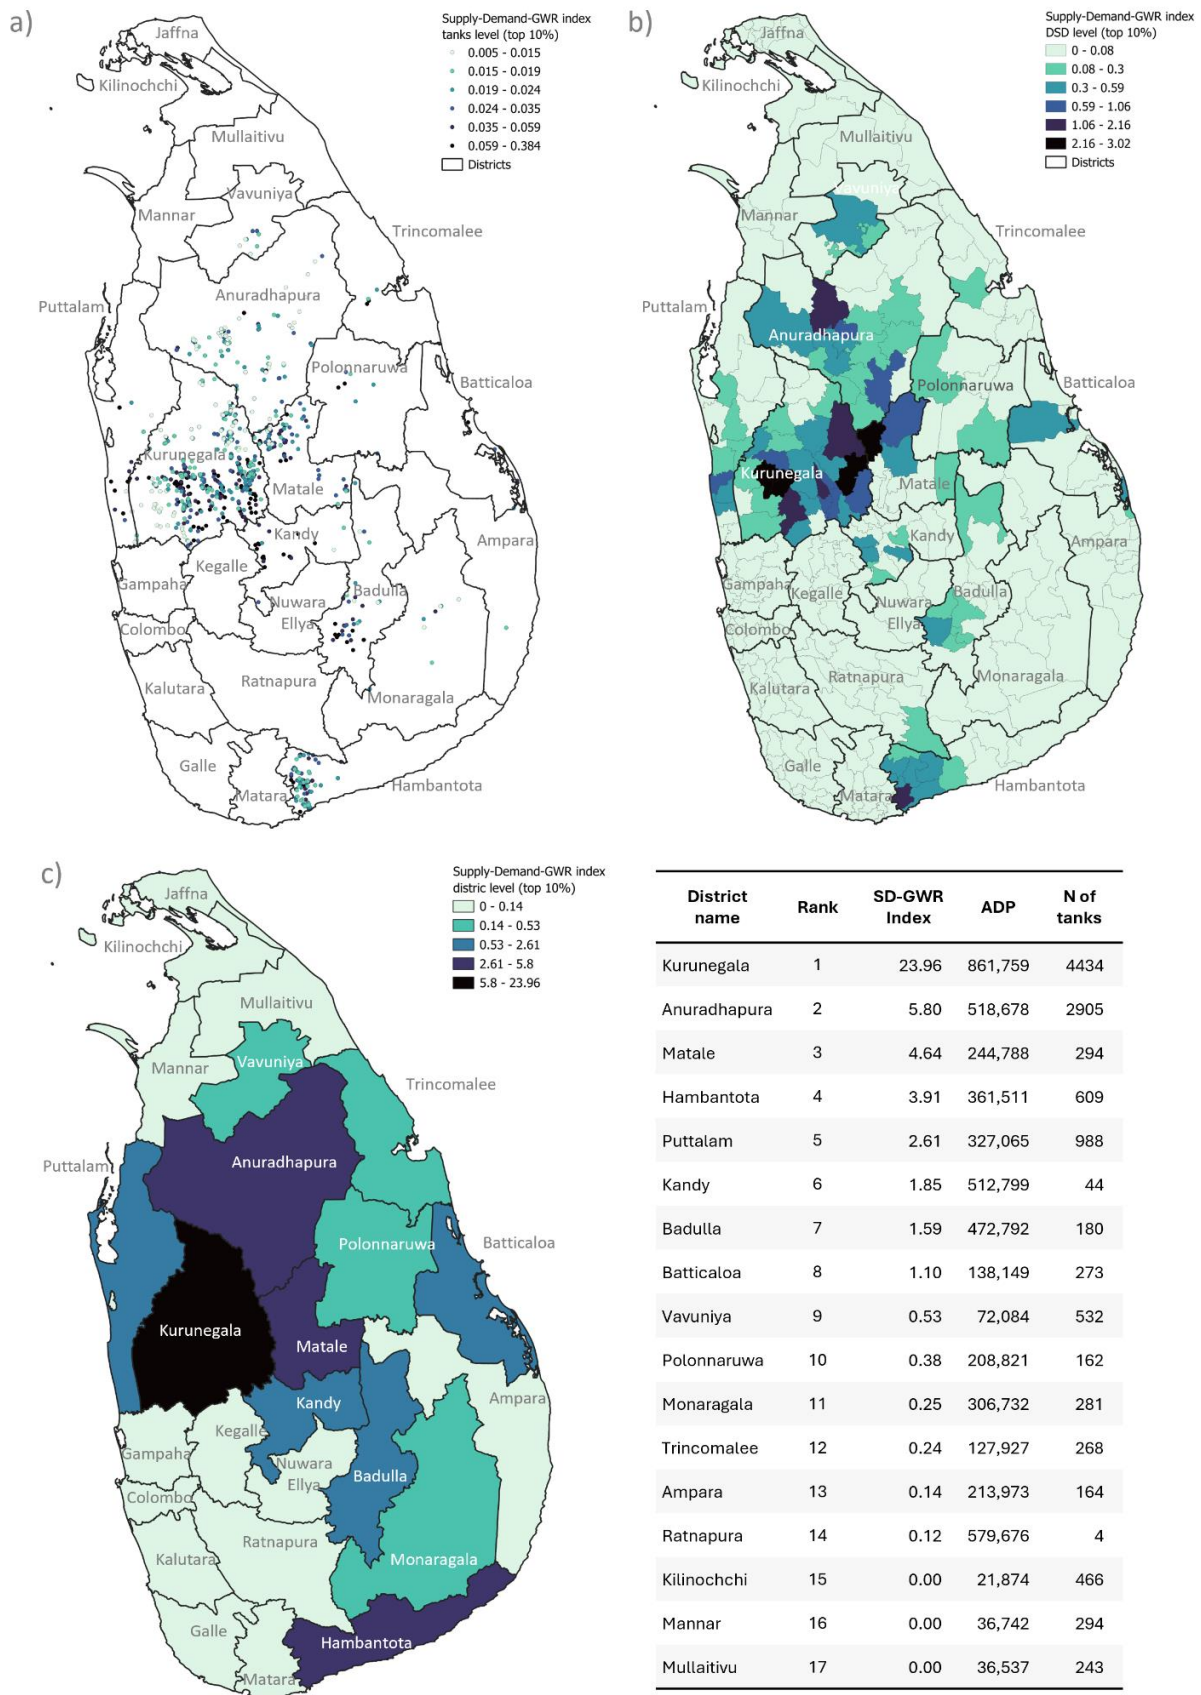 a)
Supply-Demand-GWR index
tanks level (top 10%)
0.005 - 0.015
0.015 - 0.019
0.019 - 0.024
0.024 - 0.035
0.035 - 0.059
0.059 - 0.384
Districts
Jaffna
Kilinochchi
Mullaitivu
Vavuniya
Mannar
Trincomalee
Anuradhapura
Puttalam
Polonnaruwa
Batticaloa
Kurunegala
Matale
Kandy
Ampara
Kegalle
Gampaha
Badulla
Nuwara
Ellya
Colombo
Ratnapura
Kalutara
Monaragala
Galle
Hambantota
Matara
b)
Supply-Demand-GWR index
DSD level (top 10%)
0 - 0.08
0.08 - 0.3
0.3 - 0.59
0.59 - 1.06
1.06 - 2.16
2.16 - 3.02
Districts
Jaffna
Kilinochchi
Mullaitivu
Vavuniya
Mannar
Trincomalee
Puttalam
Anuradhapura
Polonnaruwa
Batticaloa
Kurunegala
Matale
Kandy
Ampara
Gampaha
Kegalle
Badulla
Nuwara
Ellya
Colombo
Ratnapura
Monaragala
Kalutara
Galle
Hambantota
Matara
c)
Supply-Demand-GWR index
distric level (top 10%)
0 - 0.14
0.14 - 0.53
0.53 - 2.61
2.61 - 5.8
5.8 - 23.96
Jaffna
Kilinochchi
Mullaitivu
Vavuniya
Mannar
Trincomalee
Puttalam
Anuradhapura
Polonnaruwa
Batticaloa
Kurunegala
Matale
Kandy
Ampara
Kegalle
Gampaha
Nuwara
Ellya
Badulla
Colombo
Ratnapura
Kalutara
Monaragala
Galle
Hambantota
Matara
District name Rank SD-GWR Index ADP N of tanks
Kurunegala 1 23.96 861,759 4434
Anuradhapura 2 5.80 518,678 2905
Matale 3 4.64 244,788 294
Hambantota 4 3.91 361,511 609
Puttalam 5 2.61 327,065 988
Kandy 6 1.85 512,799 44
Badulla 7 1.59 472,792 180
Batticaloa 8 1.10 138,149 273
Vavuniya 9 0.53 72,084 532
Polonnaruwa 10 0.38 208,821 162
Monaragala 11 0.25 306,732 281
Trincomalee 12 0.24 127,927 268
Ampara 13 0.14 213,973 164
Ratnapura 14 0.12 579,676 4
Kilinochchi 15 0.00 21,874 466
Mannar 16 0.00 36,742 294
Mullaitivu 17 0.00 36,537 243